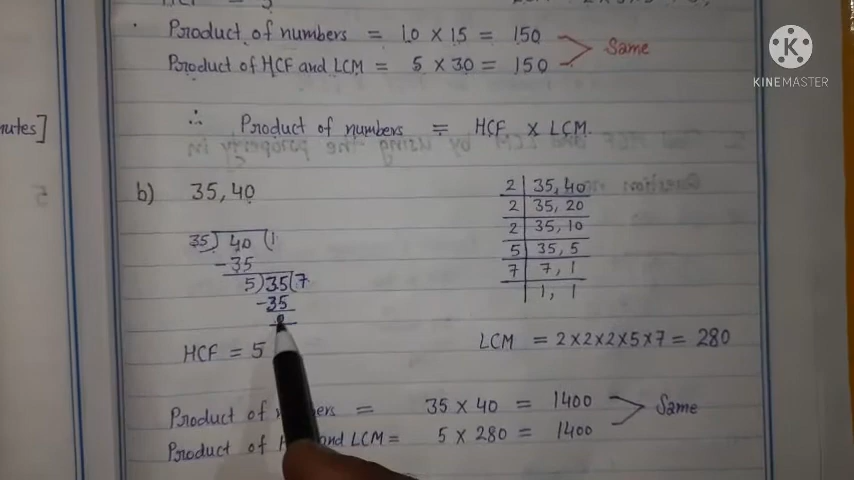 Product of numbers = 10 × 15 = 150
Same
Product of HCF and LCM = 5 × 30 = 150
∴ Product of numbers = HCF × LCM.
nutes]
b) 35, 40
35) 40 (1
-35
5) 35 (7
-35
HCF = 5
2 | 35, 40
2 | 35, 20
2 | 35, 10
5 | 35, 5
7 | 7, 1
1, 1
LCM = 2×2×2×5×7 = 280
Product of = 35 × 40 = 1400
Same
Product of and LCM = 5 × 280 = 1400
K
KINEMASTER